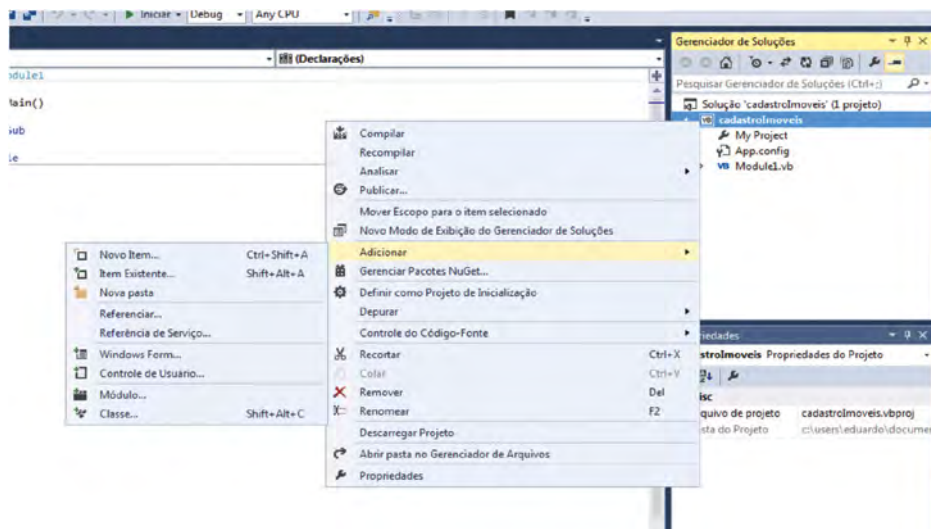 Iniciar
Debug
Any CPU
(Declarações)
Main()
Sub
Gerenciador de Soluções
Pesquisar Gerenciador de Soluções (Ctrl+;)
Solução 'cadastroImoveis' (1 projeto)
cadastroImoveis
My Project
App.config
VB Module1.vb
Compilar
Recompilar
Analisar
Publicar...
Mover Escopo para o item selecionado
Novo Modo de Exibição do Gerenciador de Soluções
Adicionar
Gerenciar Pacotes NuGet...
Definir como Projeto de Inicialização
Depurar
Controle do Código-Fonte
Recortar Ctrl+X
Colar Ctrl+V
Remover Del
Renomear F2
Descarregar Projeto
Abrir pasta no Gerenciador de Arquivos
Propriedades
Novo Item... Ctrl+Shift+A
Item Existente... Shift+Alt+A
Nova pasta
Referenciar...
Referência de Serviço...
Windows Form...
Controle de Usuário...
Módulo...
Classe... Shift+Alt+C
riedades
stroImoveis Propriedades do Projeto
isc
quivo de projeto cadastroImoveis.vbproj
sta do Projeto c:\users\eduardo\docume